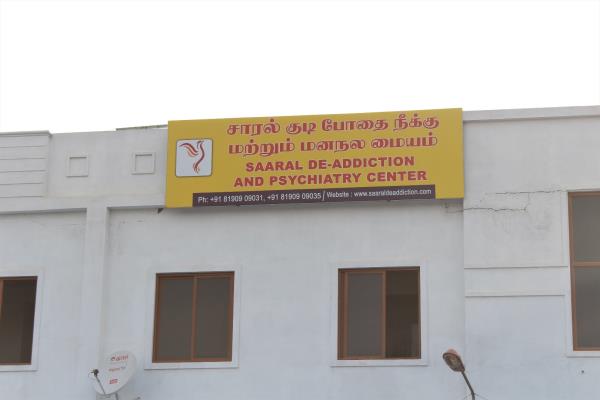 சாரல் குடி போதை நீக்கு
மற்றும் மனநல மையம்
SAARAL DE-ADDICTION
AND PSYCHIATRY CENTER
Ph: +91 81909 09031, +91 81909 09035 / Website : www.saaraldeaddiction.com
airtel